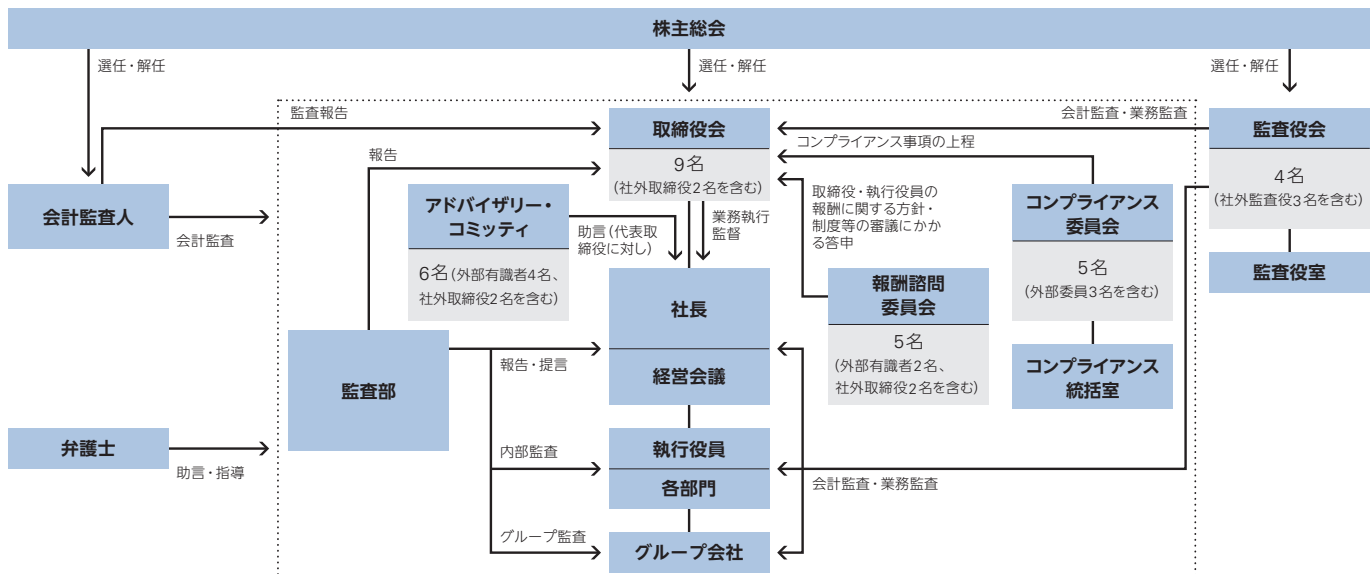 株主総会
選任・解任
選任・解任
選任・解任
監査報告
取締役会
会計監査・業務監査
監査役会
コンプライアンス事項の上程
報告
9名
(社外取締役2名を含む)
4名
(社外監査役3名を含む)
会計監査人
会計監査
アドバイザリー・
コミッティ
6名(外部有識者4名、
社外取締役2名を含む)
助言(代表取
締役に対し)
業務執行
監督
取締役・執行役員の
報酬に関する方針・
制度等の審議にかか
る答申
コンプライアンス
委員会
5名
(外部委員3名を含む)
監査役室
社長
報酬諮問
委員会
5名
(外部有識者2名、
社外取締役2名を含む)
監査部
報告・提言
経営会議
コンプライアンス
統括室
弁護士
助言・指導
内部監査
執行役員
各部門
会計監査・業務監査
グループ監査
グループ会社